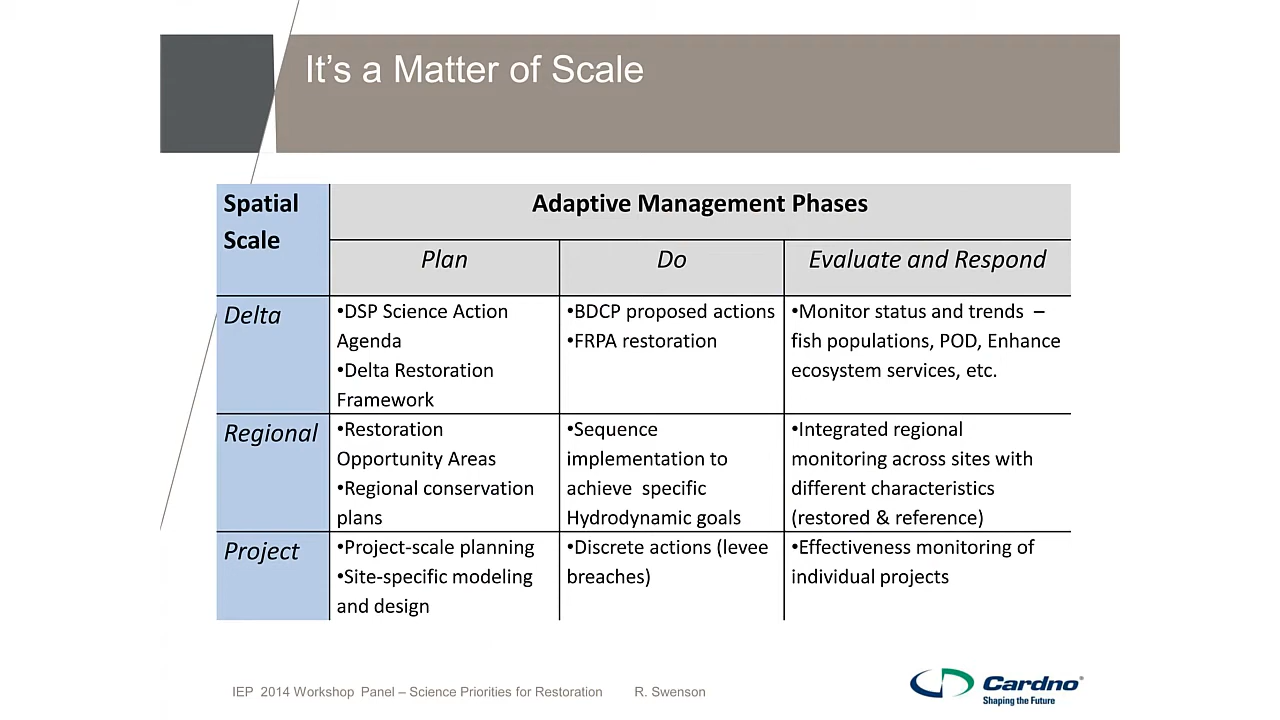 It's a Matter of Scale
Spatial
Scale
Adaptive Management Phases
Plan
Do
Evaluate and Respond
Delta
•DSP Science Action
Agenda
•Delta Restoration
Framework
•BDCP proposed actions
•FRPA restoration
•Monitor status and trends –
fish populations, POD, Enhance
ecosystem services, etc.
Regional
•Restoration
Opportunity Areas
•Regional conservation
plans
•Sequence
implementation to
achieve specific
Hydrodynamic goals
•Integrated regional
monitoring across sites with
different characteristics
(restored & reference)
Project
•Project-scale planning
•Site-specific modeling
and design
•Discrete actions (levee
breaches)
•Effectiveness monitoring of
individual projects
IEP 2014 Workshop Panel – Science Priorities for Restoration R. Swenson
Cardno®
Shaping the Future